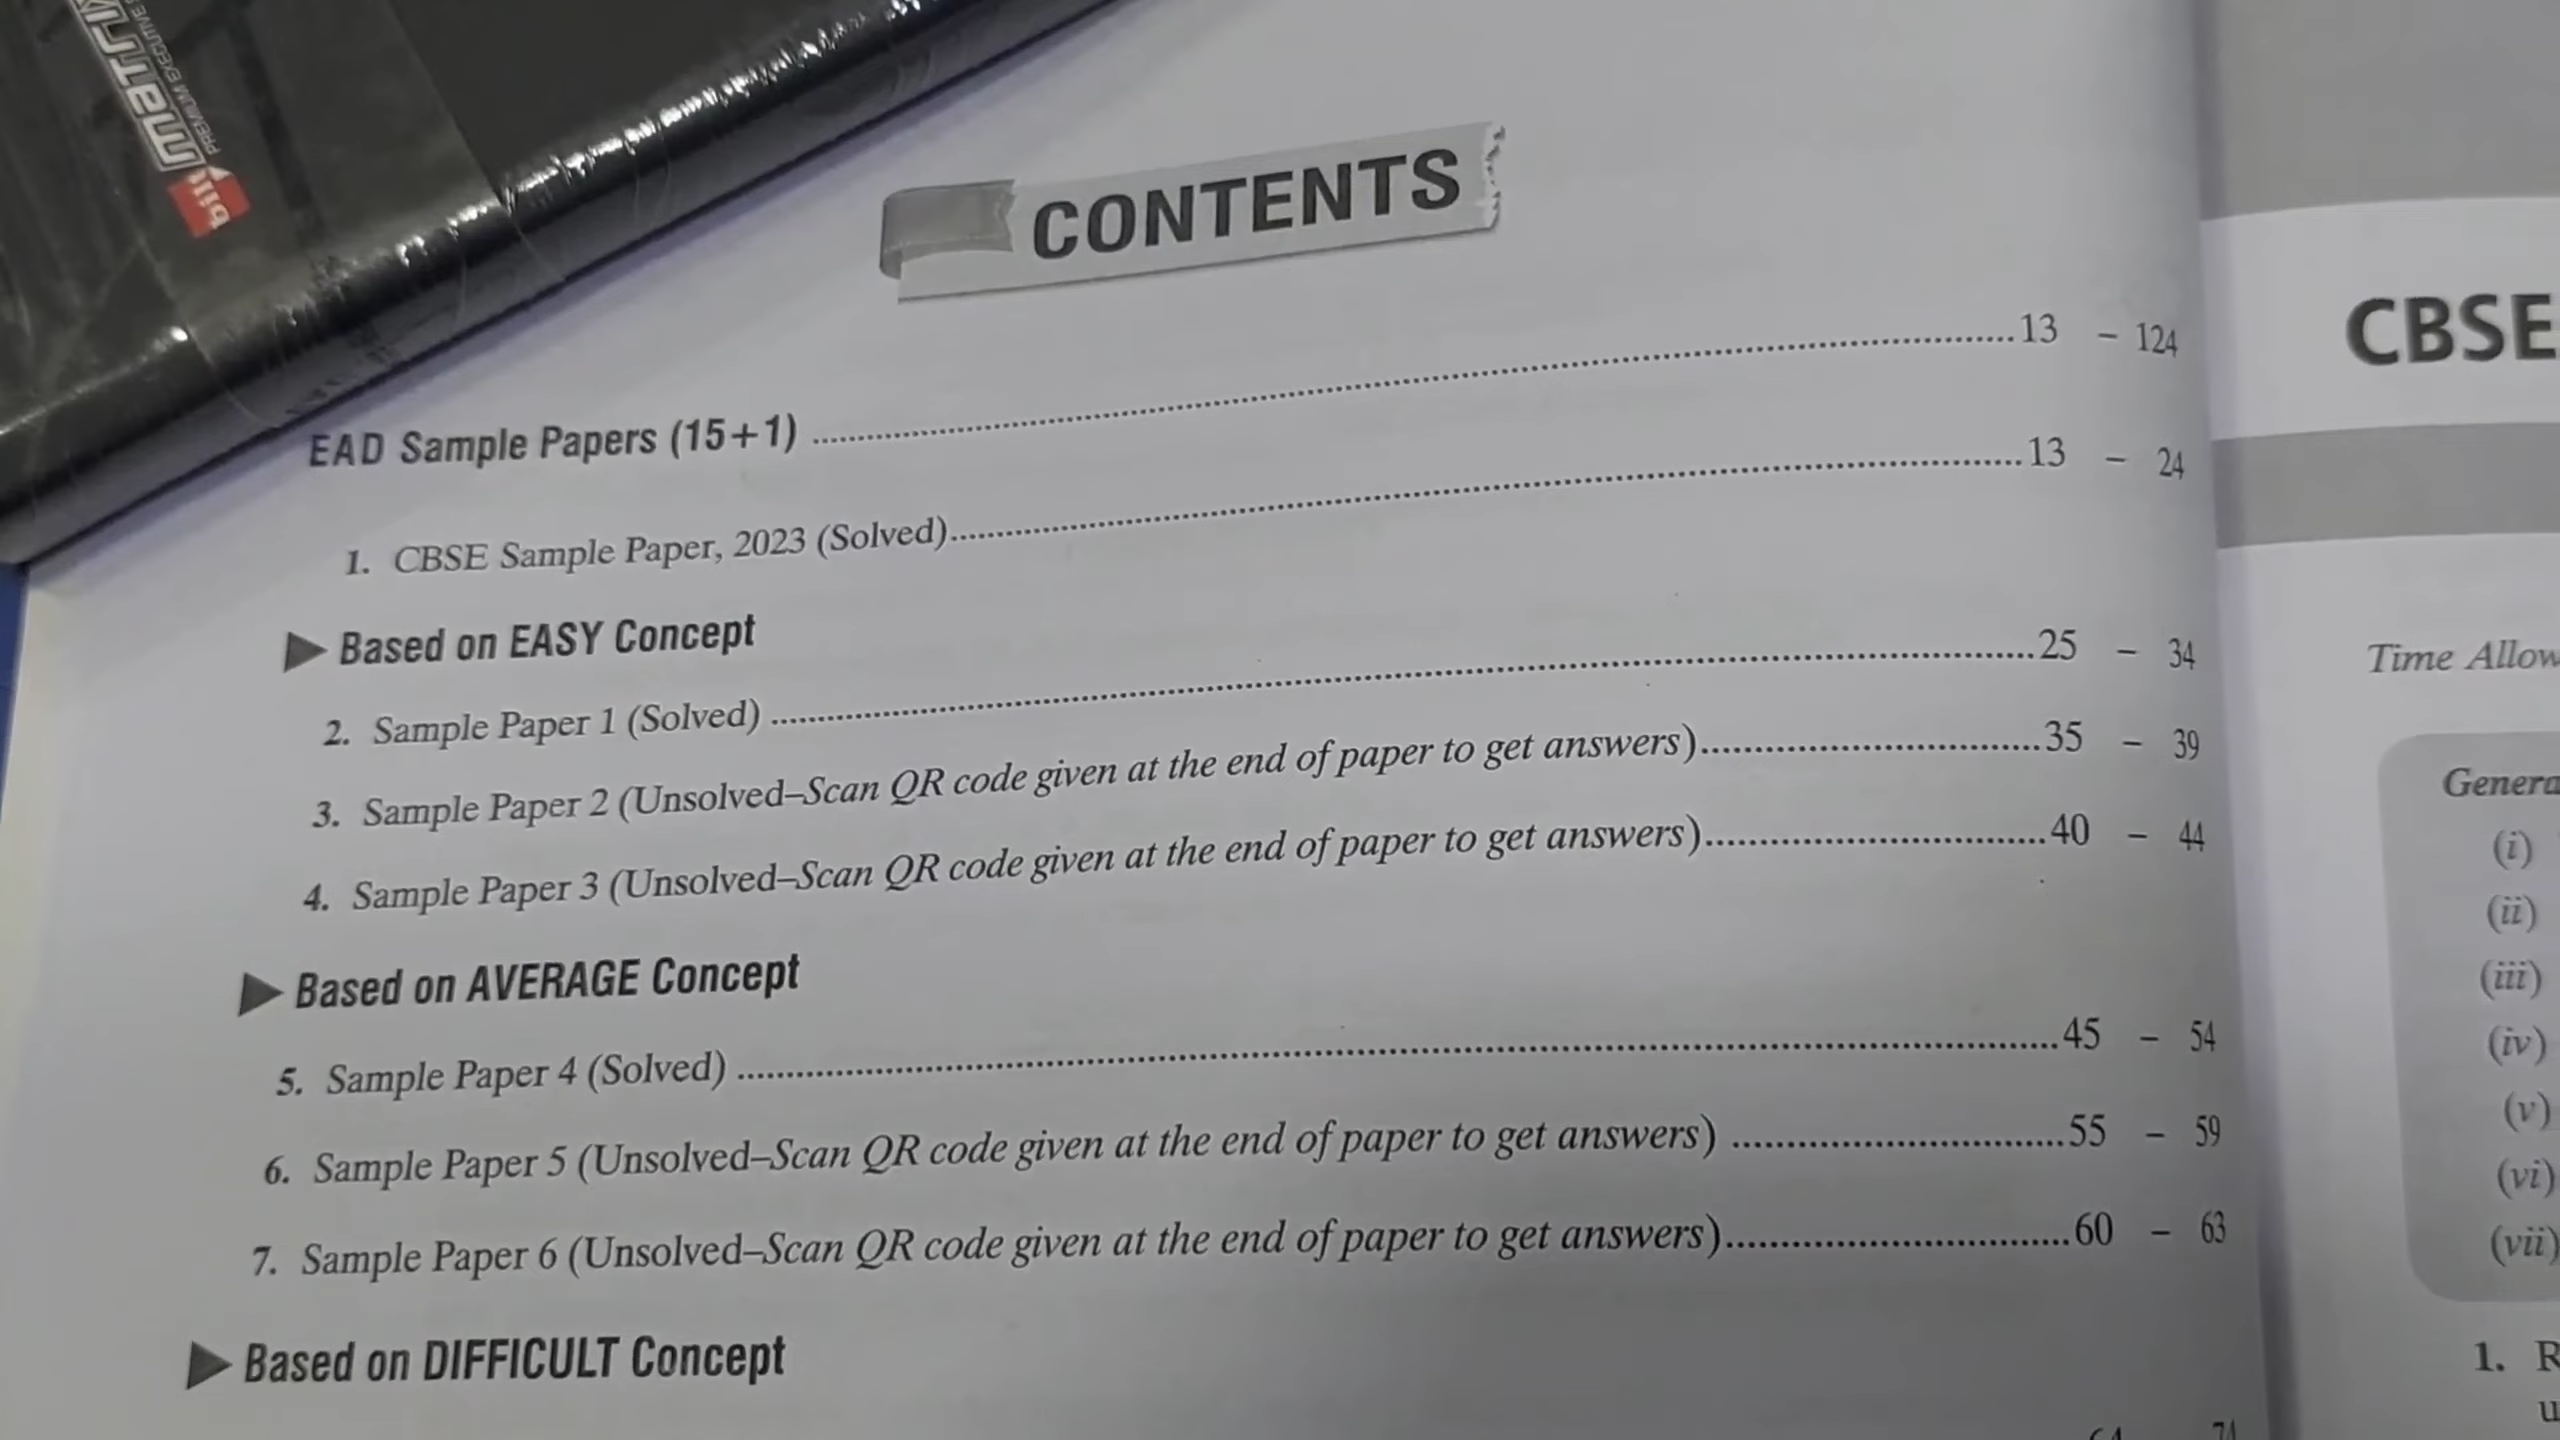 matrix
PREMIUM EXECUTIVE
bilt
CONTENTS
EAD Sample Papers (15+1) ........ 13 – 124
1. CBSE Sample Paper, 2023 (Solved) ........ 13 – 24
Based on EASY Concept
2. Sample Paper 1 (Solved) ........ 25 – 34
3. Sample Paper 2 (Unsolved–Scan QR code given at the end of paper to get answers) ........ 35 – 39
4. Sample Paper 3 (Unsolved–Scan QR code given at the end of paper to get answers) ........ 40 – 44
Based on AVERAGE Concept
5. Sample Paper 4 (Solved) ........ 45 – 54
6. Sample Paper 5 (Unsolved–Scan QR code given at the end of paper to get answers) ........ 55 – 59
7. Sample Paper 6 (Unsolved–Scan QR code given at the end of paper to get answers) ........ 60 – 63
Based on DIFFICULT Concept
CBSE
Time Allow
Genera
(i)
(ii)
(iii)
(iv)
(v)
(vi)
(vii)
1. R